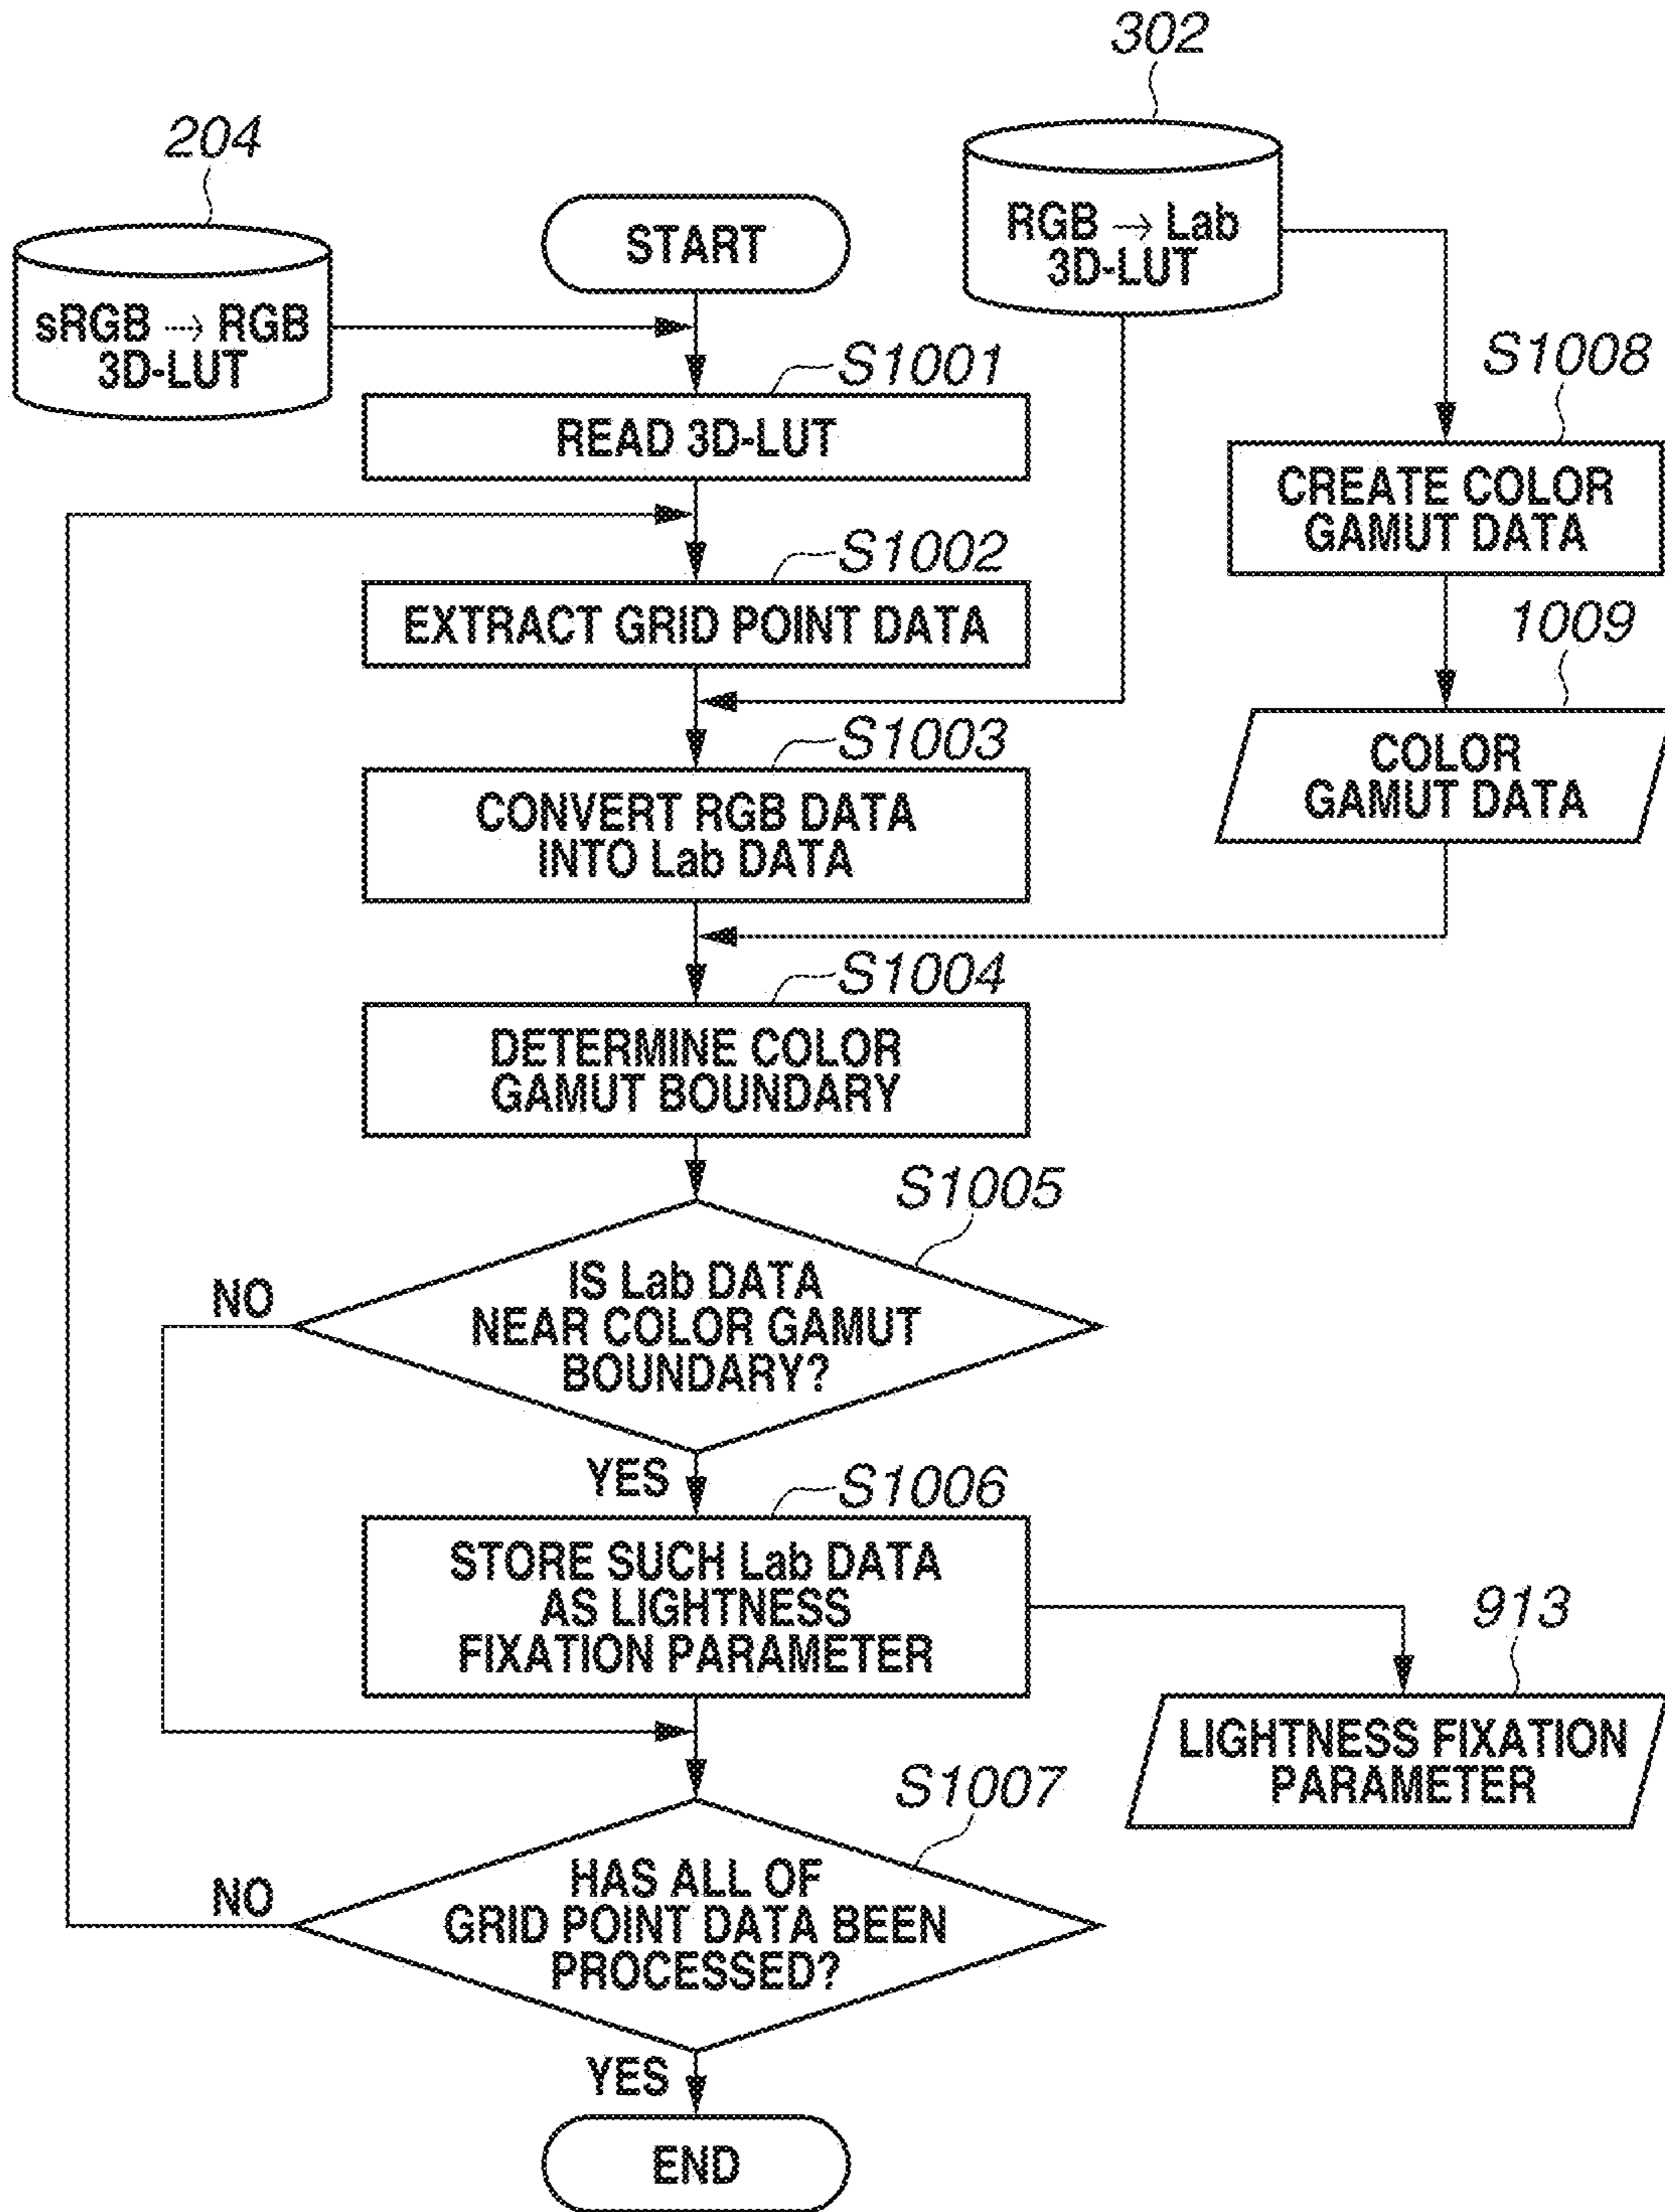 302
204
START
RGB → Lab
3D-LUT
sRGB → RGB
3D-LUT
S1001
READ 3D-LUT
S1008
CREATE COLOR
GAMUT DATA
S1002
EXTRACT GRID POINT DATA
1009
COLOR
GAMUT DATA
S1003
CONVERT RGB DATA
INTO Lab DATA
S1004
DETERMINE COLOR
GAMUT BOUNDARY
S1005
NO
IS Lab DATA
NEAR COLOR GAMUT
BOUNDARY?
YES
S1006
STORE SUCH Lab DATA
AS LIGHTNESS
FIXATION PARAMETER
913
LIGHTNESS FIXATION
PARAMETER
S1007
NO
HAS ALL OF
GRID POINT DATA BEEN
PROCESSED?
YES
END